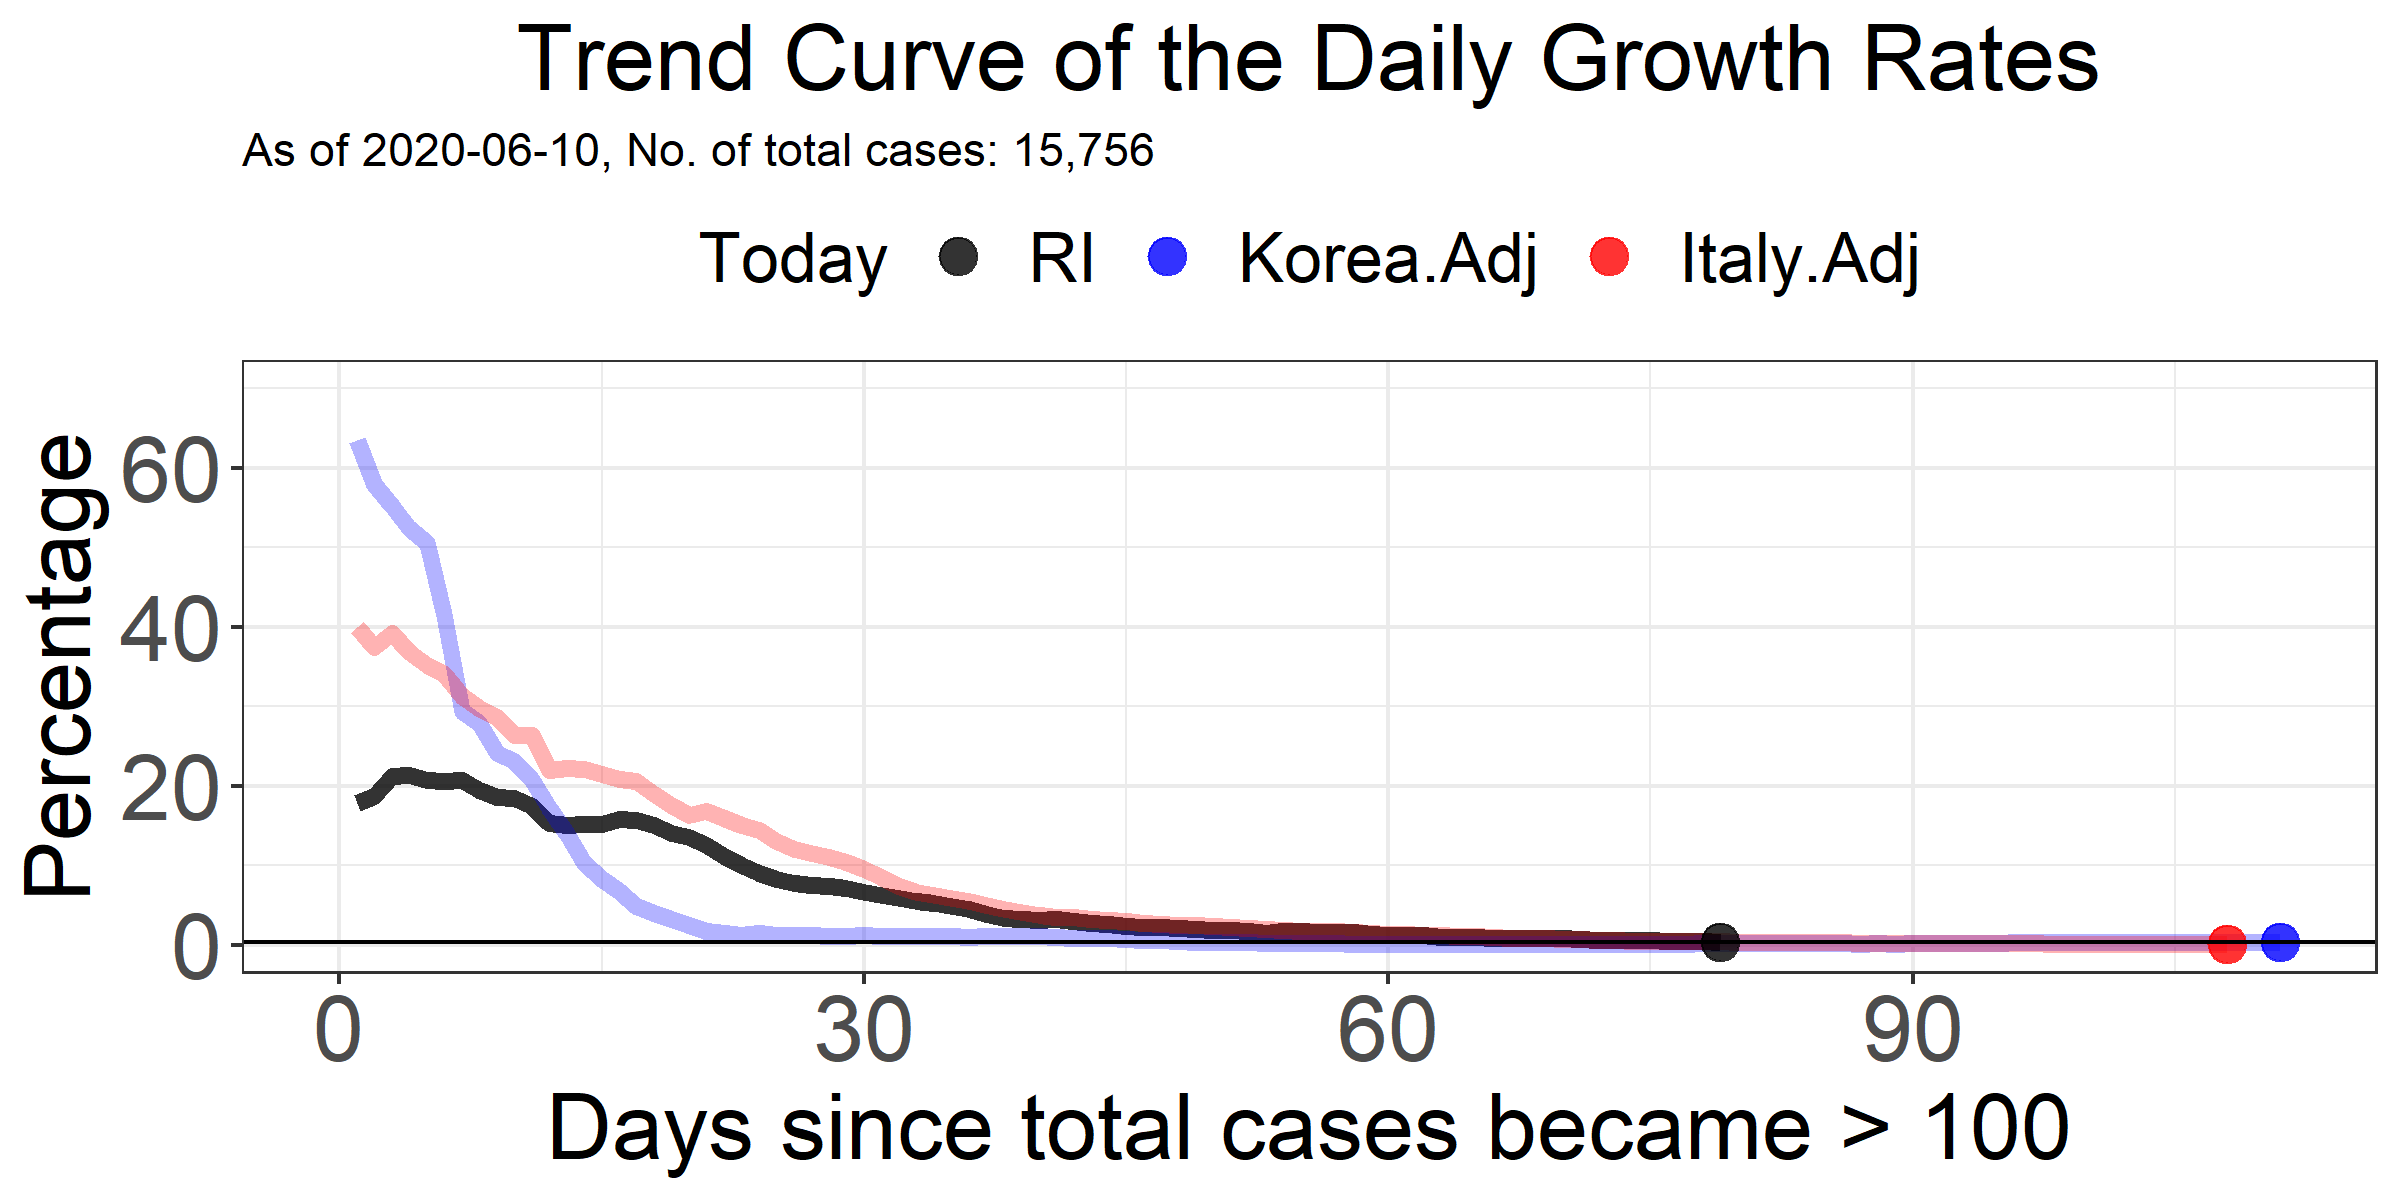 Trend Curve of the Daily Growth Rates
As of 2020-06-10, No. of total cases: 15,756
Today RI Korea.Adj Italy.Adj
Percentage
60
40
20
0
0 30 60 90
Days since total cases became > 100